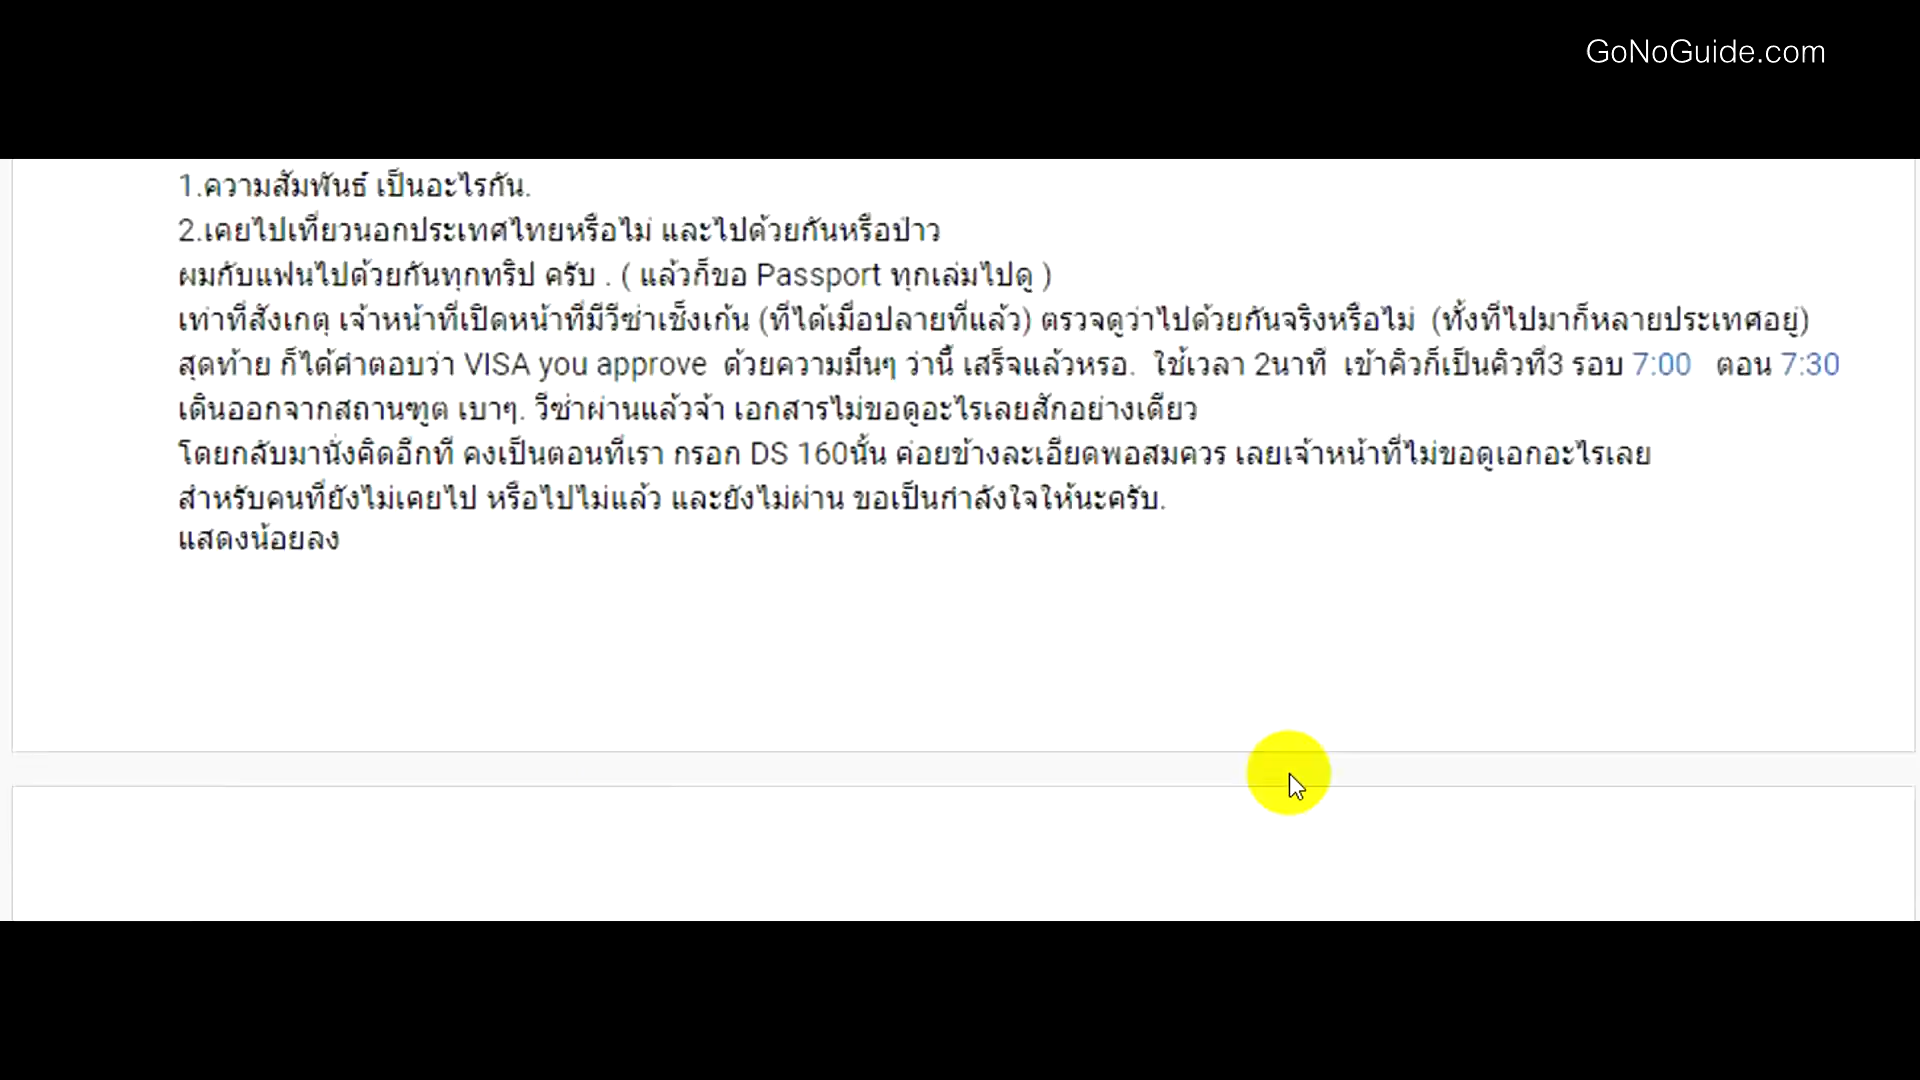 GoNoGuide.com
1.ความสัมพันธ์ เป็นอะไรกัน.
2.เคยไปเที่ยวนอกประเทศไทยหรือไม่ และไปด้วยกันหรือป่าว
ผมกับแฟนไปด้วยกันทุกทริป ครับ . ( แล้วก็ขอ Passport ทุกเล่มไปดู )
เท่าที่สังเกตุ เจ้าหน้าที่เปิดหน้าที่มีวีซ่าเช็งเก้น (ที่ได้เมื่อปลายที่แล้ว) ตรวจดูว่าไปด้วยกันจริงหรือไม่ (ทั้งที่ไปมาก็หลายประเทศอยู่)
สุดท้าย ก็ได้คำตอบว่า VISA you approve ด้วยความมึนๆ ว่านี้ เสร็จแล้วหรอ. ใช้เวลา 2นาที เข้าคิวก็เป็นคิวที่3 รอบ 7:00 ตอน 7:30
เดินออกจากสถานฑูต เบาๆ. วีซ่าผ่านแล้วจ้า เอกสารไม่ขอดูอะไรเลยสักอย่างเดียว
โดยกลับมานั่งคิดอีกที คงเป็นตอนที่เรา กรอก DS 160นั้น ค่อยข้างละเอียดพอสมควร เลยเจ้าหน้าที่ไม่ขอดูเอกอะไรเลย
สำหรับคนที่ยังไม่เคยไป หรือไปไม่แล้ว และยังไม่ผ่าน ขอเป็นกำลังใจให้นะครับ.
แสดงน้อยลง